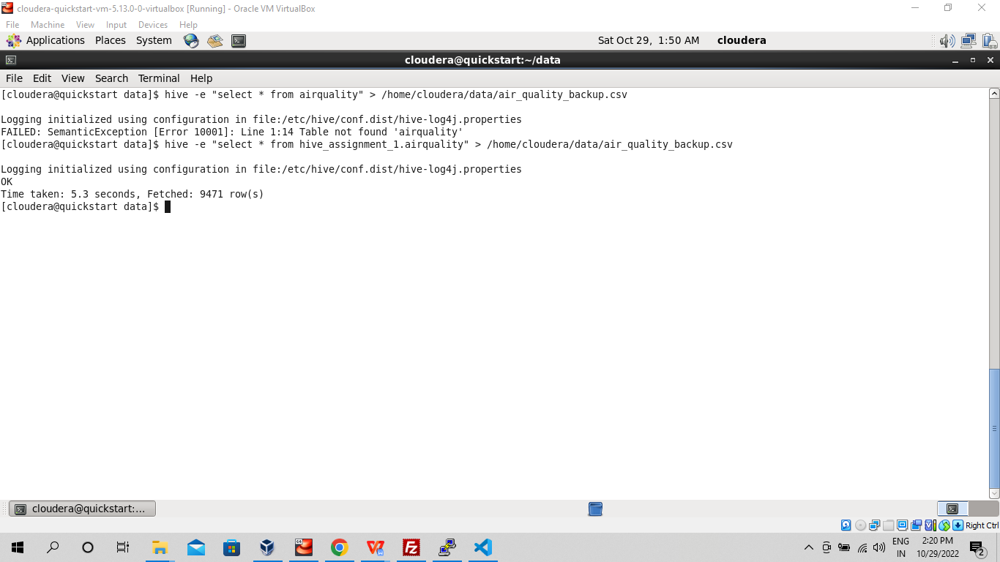 cloudera-quickstart-vm-5.13.0-0-virtualbox [Running] - Oracle VM VirtualBox
File Machine View Input Devices Help
Applications Places System Sat Oct 29, 1:50 AM cloudera
cloudera@quickstart:~/data
File Edit View Search Terminal Help
[cloudera@quickstart data]$ hive -e "select * from airquality" > /home/cloudera/data/air_quality_backup.csv
Logging initialized using configuration in file:/etc/hive/conf.dist/hive-log4j.properties
FAILED: SemanticException [Error 10001]: Line 1:14 Table not found 'airquality'
[cloudera@quickstart data]$ hive -e "select * from hive_assignment_1.airquality" > /home/cloudera/data/air_quality_backup.csv
Logging initialized using configuration in file:/etc/hive/conf.dist/hive-log4j.properties
OK
Time taken: 5.3 seconds, Fetched: 9471 row(s)
[cloudera@quickstart data]$
cloudera@quickstart:...
Right Ctrl
ENG 2:20 PM
IN 10/29/2022 2